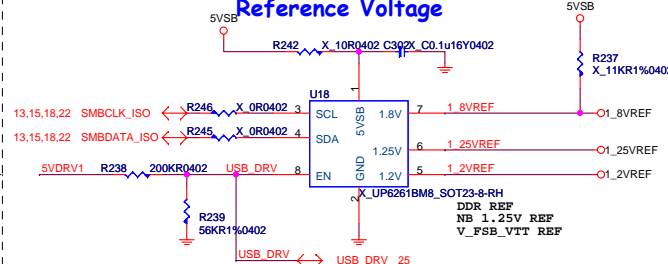 Reference Voltage
5VSB
5VSB
R242
X_10R0402
C302
X_C0.1u16Y0402
R237
X_11KR1%0402
U18
1
13,15,18,22 SMBCLK_ISO
R246
X_0R0402
3
SCL
5VSB
1.8V
7
1_8VREF
1_8VREF
13,15,18,22 SMBDATA_ISO
R245
X_0R0402
4
SDA
1.25V
6
1_25VREF
1_25VREF
5VDRV1
R238
200KR0402
USB_DRV
8
EN
GND
1.2V
5
1_2VREF
1_2VREF
2
X_UP6261BM8_SOT23-8-RH
R239
56KR1%0402
DDR REF
NB 1.25V REF
V_FSB_VTT REF
USB_DRV
USB_DRV 25